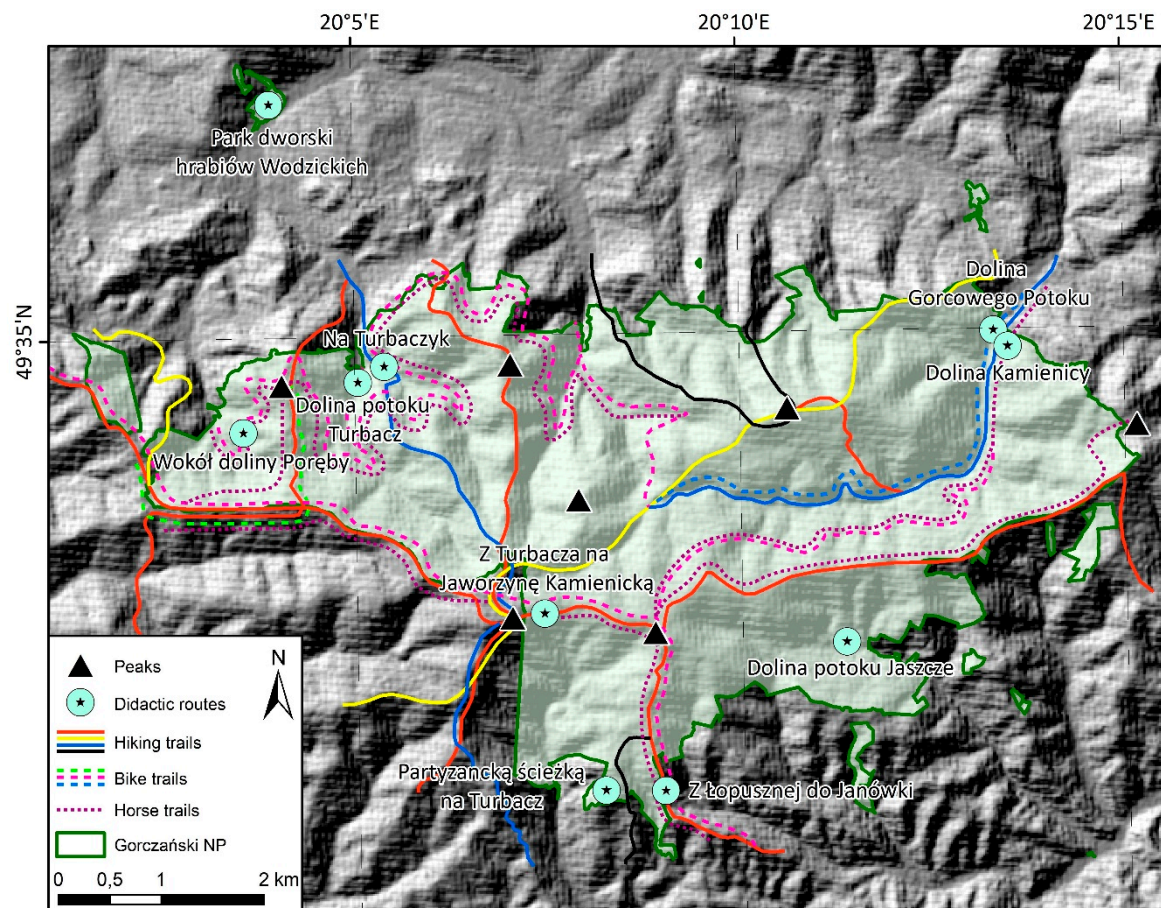 20°5'E
20°10'E
20°15'E
49°35'N
Park dworski
hrabiów Wodzickich
Dolina
Gorcowego Potoku
Na Turbaczyk
Dolina Kamienicy
Dolina potoku
Turbacz
Wokół doliny Poręby
Z Turbacza na
Jaworzynę Kamienicką
Dolina potoku Jaszcze
Partyzancką ścieżką
na Turbacz
Z Łopusznej do Janówki
Peaks
N
Didactic routes
Hiking trails
Bike trails
Horse trails
Gorczański NP
0 0,5 1 2 km